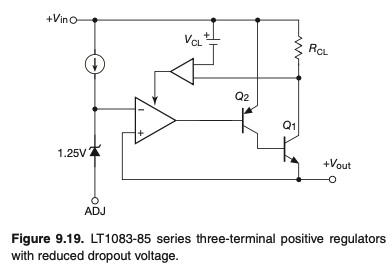 +Vin
VCL
+
RCL
Q2
−
Q1
+
1.25V
+Vout
ADJ
Figure 9.19. LT1083-85 series three-terminal positive regulators
with reduced dropout voltage.